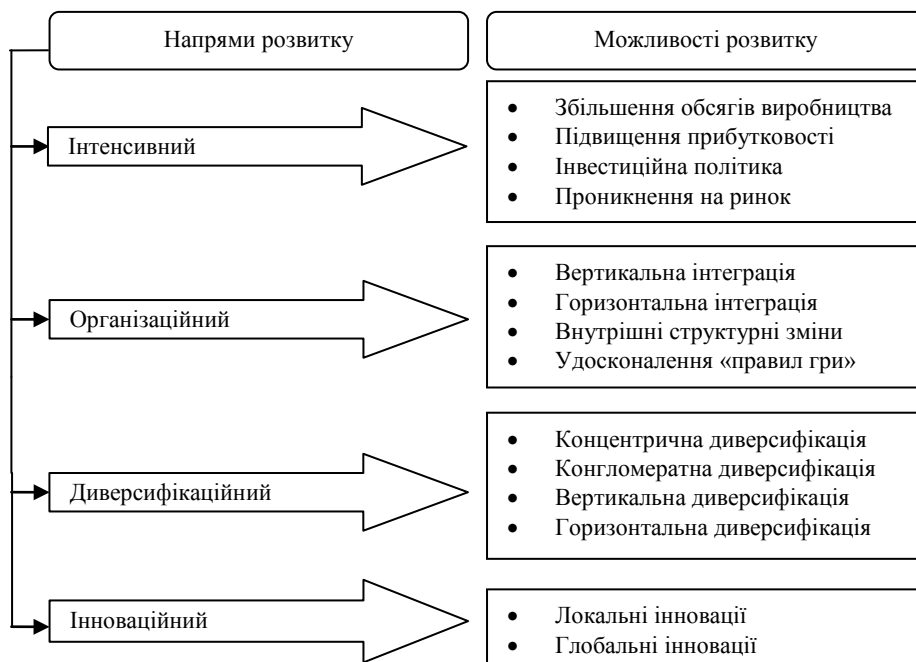 Напрями розвитку
Можливості розвитку
Інтенсивний
• Збільшення обсягів виробництва
• Підвищення прибутковості
• Інвестиційна політика
• Проникнення на ринок
Організаційний
• Вертикальна інтеграція
• Горизонтальна інтеграція
• Внутрішні структурні зміни
• Удосконалення «правил гри»
Диверсифікаційний
• Концентрична диверсифікація
• Конгломератна диверсифікація
• Вертикальна диверсифікація
• Горизонтальна диверсифікація
Інноваційний
• Локальні інновації
• Глобальні інновації